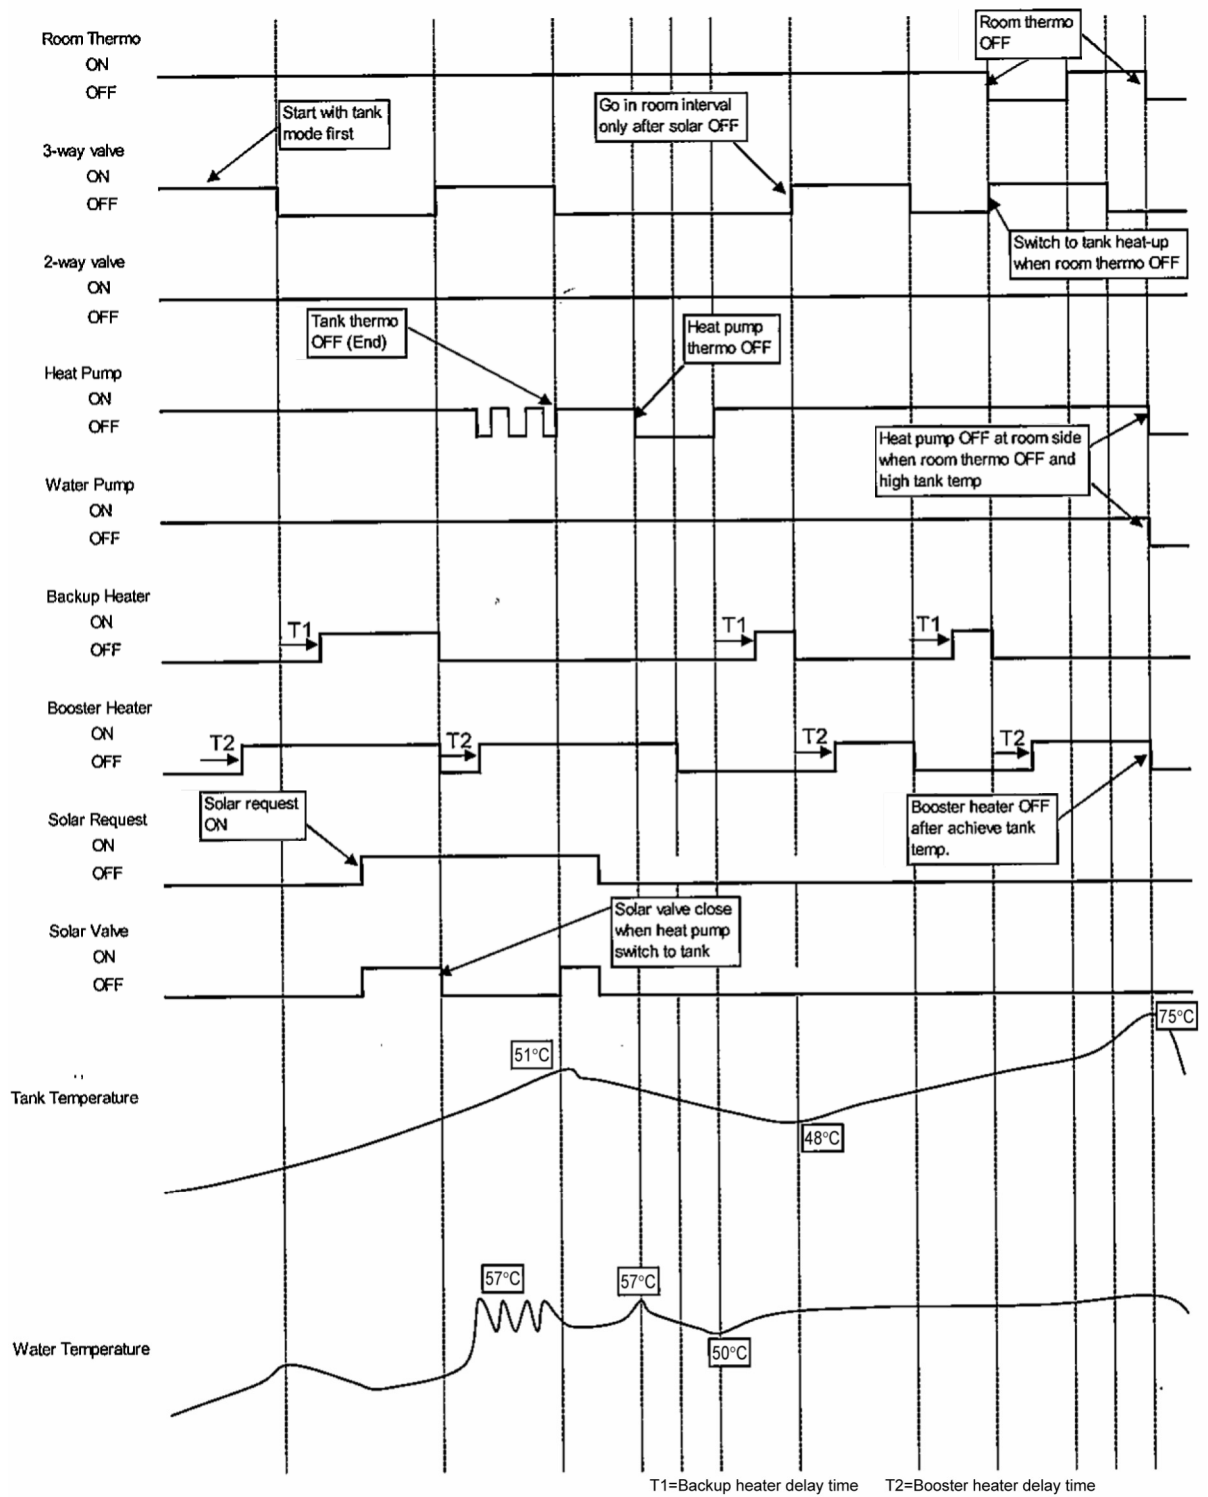 Room Thermo
ON
OFF
Room thermo
OFF
Start with tank
mode first
Go in room interval
only after solar OFF
3-way valve
ON
OFF
Switch to tank heat-up
when room thermo OFF
2-way valve
ON
OFF
Tank thermo
OFF (End)
Heat pump
thermo OFF
Heat Pump
ON
OFF
Heat pump OFF at room side
when room thermo OFF and
high tank temp
Water Pump
ON
OFF
Backup Heater
ON
OFF
T1
T1
T1
Booster Heater
ON
OFF
T2
T2
T2
T2
Solar request
ON
Booster heater OFF
after achieve tank
temp.
Solar Request
ON
OFF
Solar valve close
when heat pump
switch to tank
Solar Valve
ON
OFF
75°C
51°C
Tank Temperature
48°C
57°C
57°C
Water Temperature
50°C
T1=Backup heater delay time
T2=Booster heater delay time